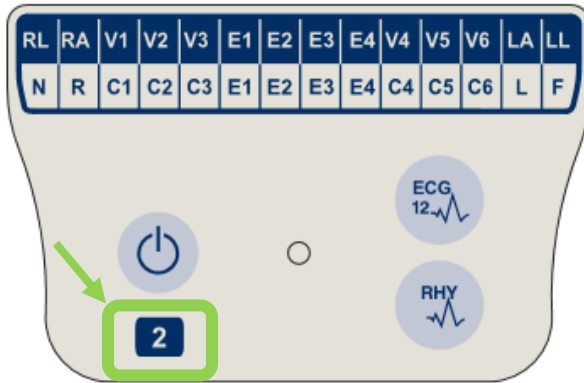 RL RA V1 V2 V3 E1 E2 E3 E4 V4 V5 V6 LA LL
N R C1 C2 C3 E1 E2 E3 E4 C4 C5 C6 L F
ECG
12
RHY
2